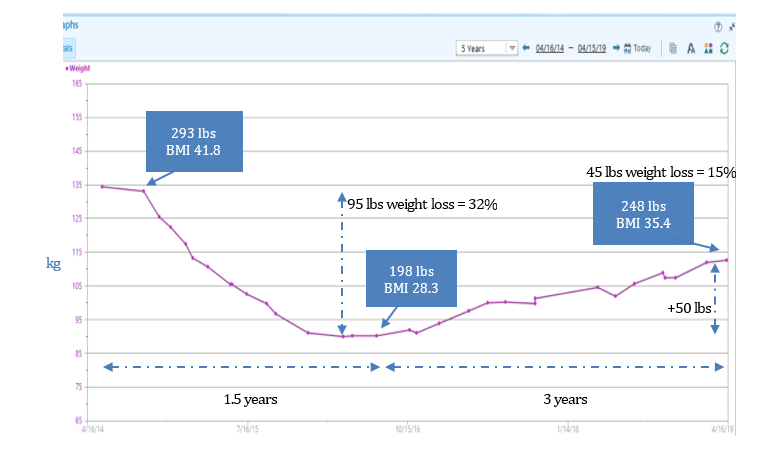 aphs
als
5 Years
04/16/14 – 04/15/19
Today
Weight
165
155
145
135
125
115
105
95
85
75
65
kg
293 lbs
BMI 41.8
95 lbs weight loss = 32%
198 lbs
BMI 28.3
45 lbs weight loss = 15%
248 lbs
BMI 35.4
+50 lbs
1.5 years
3 years
4/16/14
7/16/15
10/15/16
1/14/18
4/16/19